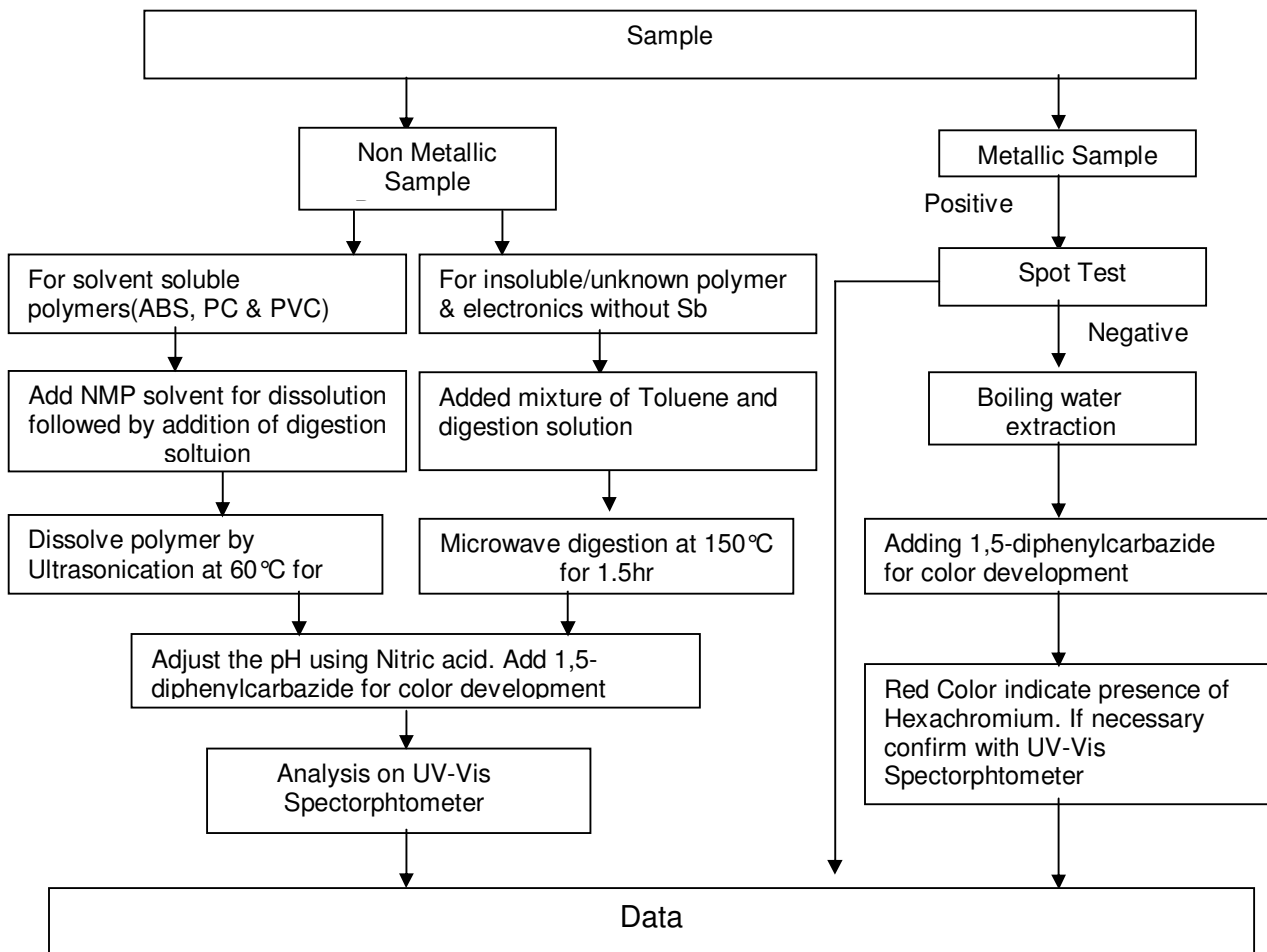 Sample
Non Metallic
Sample
Metallic Sample
Positive
For solvent soluble
polymers(ABS, PC & PVC)
For insoluble/unknown polymer
& electronics without Sb
Spot Test
Negative
Add NMP solvent for dissolution
followed by addition of digestion
soltuion
Added mixture of Toluene and
digestion solution
Boiling water
extraction
Dissolve polymer by
Ultrasonication at 60°C for
Microwave digestion at 150°C
for 1.5hr
Adding 1,5-diphenylcarbazide
for color development
Adjust the pH using Nitric acid. Add 1,5-
diphenylcarbazide for color development
Red Color indicate presence of
Hexachromium. If necessary
confirm with UV-Vis
Spectorphtometer
Analysis on UV-Vis
Spectorphtometer
Data